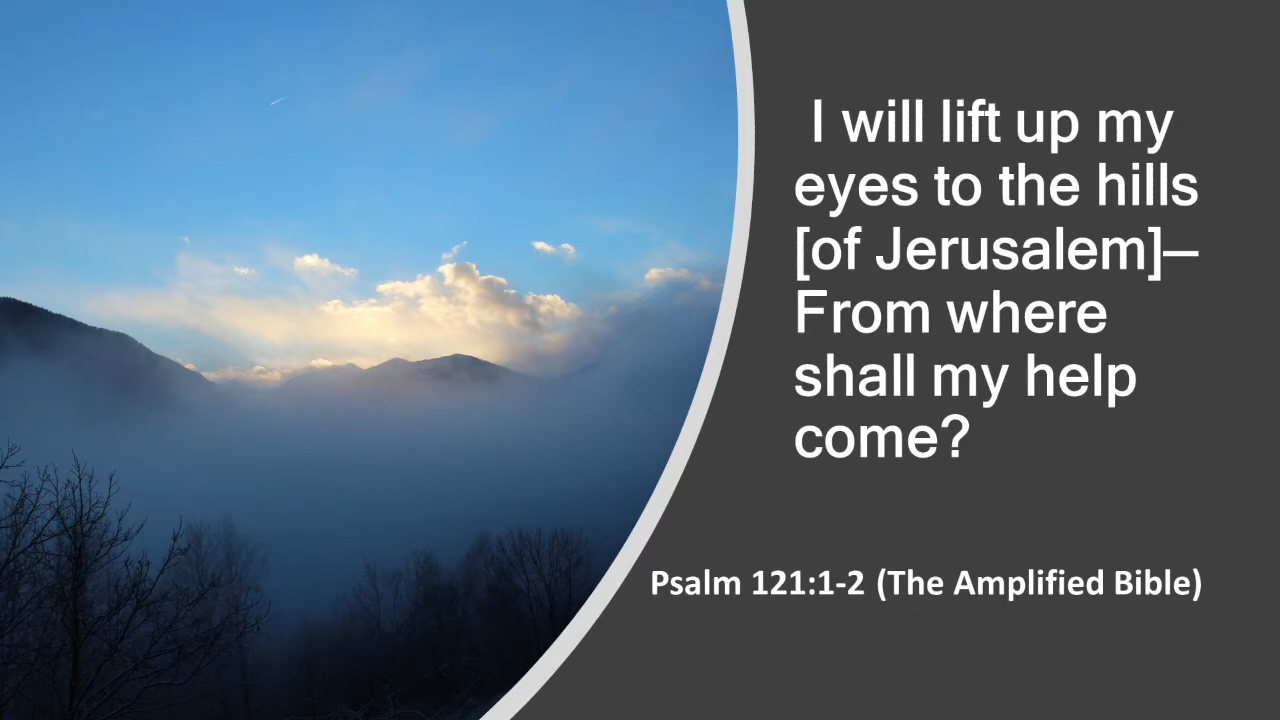 I will lift up my
eyes to the hills
[of Jerusalem]—
From where
shall my help
come?
Psalm 121:1-2 (The Amplified Bible)